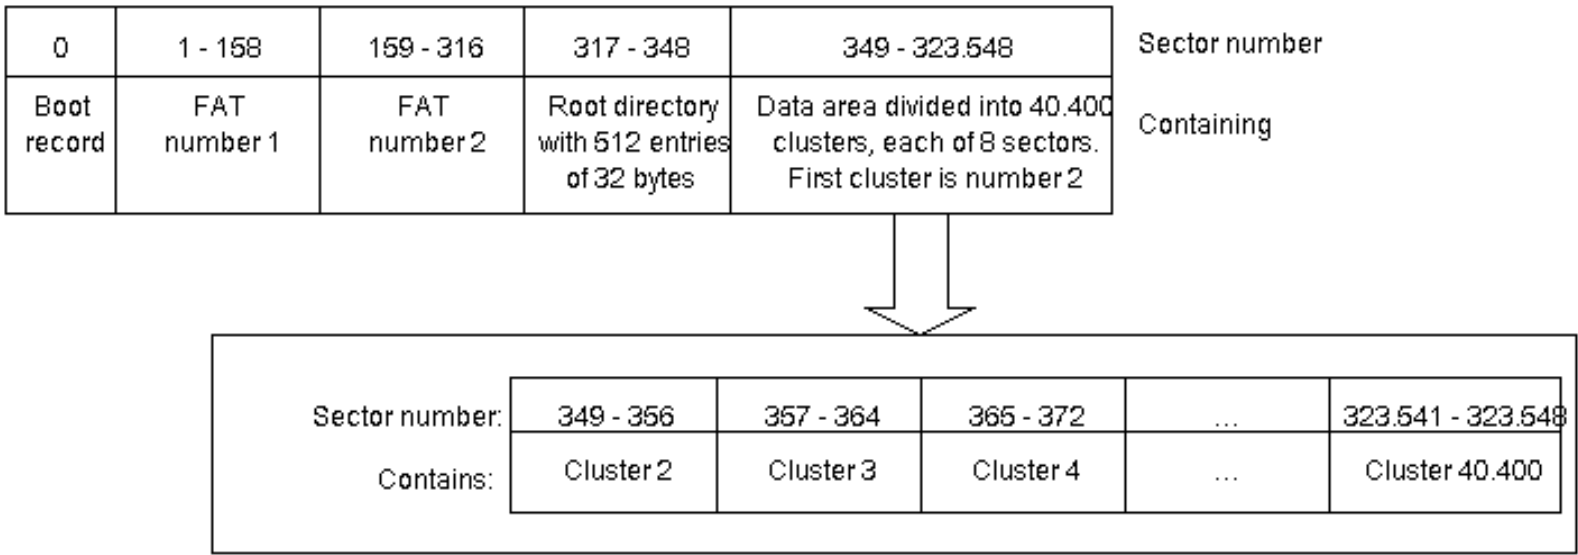 0 1 - 158 159 - 316 317 - 348 349 - 323.548 Sector number
Boot record FAT number 1 FAT number 2 Root directory with 512 entries of 32 bytes Data area divided into 40.400 clusters, each of 8 sectors. First cluster is number 2 Containing
Sector number: 349 - 356 357 - 364 365 - 372 ... 323.541 - 323.548
Contains: Cluster 2 Cluster 3 Cluster 4 ... Cluster 40.400